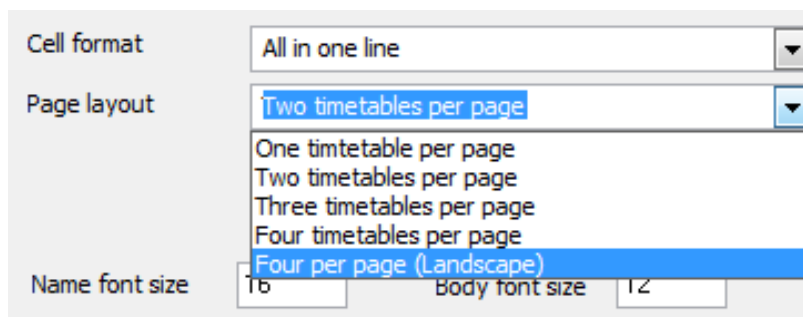 Cell format All in one line
Page layout Two timetables per page
One timtetable per page
Two timetables per page
Three timetables per page
Four timetables per page
Four per page (Landscape)
Name font size 16 Body font size 12